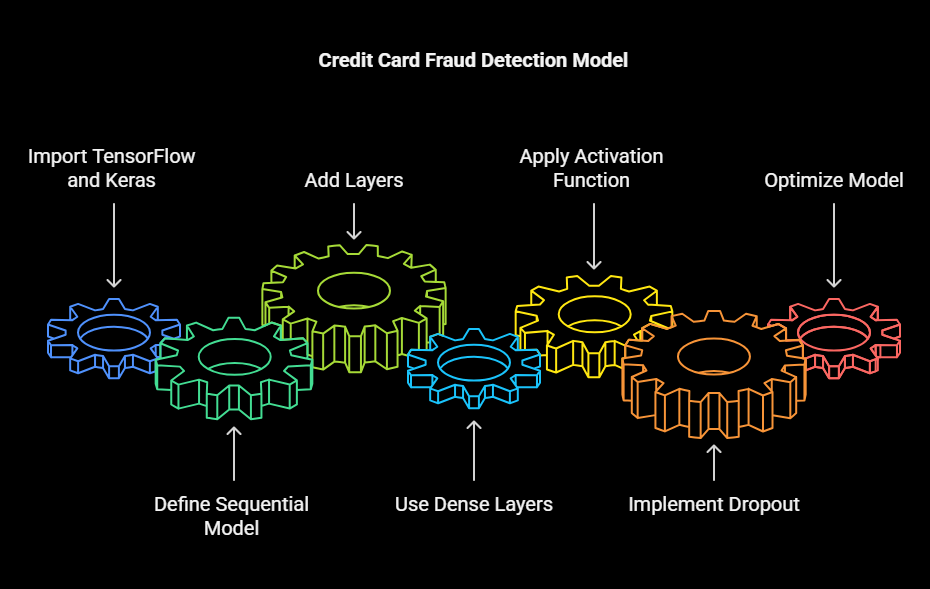 Credit Card Fraud Detection Model
Import TensorFlow
and Keras
Add Layers
Apply Activation
Function
Optimize Model
Define Sequential
Model
Use Dense Layers
Implement Dropout